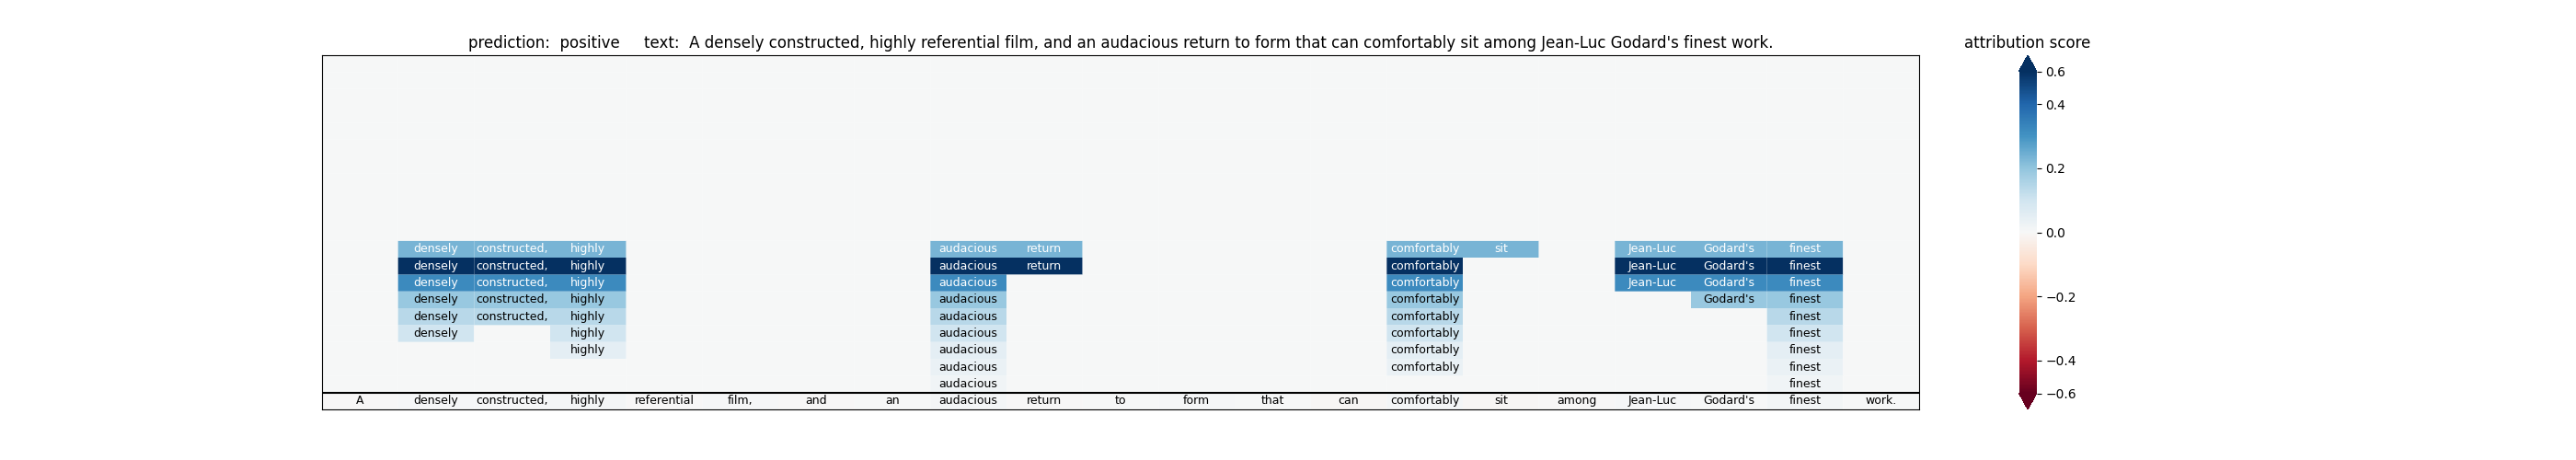 prediction:  positive     text:  A densely constructed, highly referential film, and an audacious return to form that can comfortably sit among Jean-Luc Godard's finest work.
attribution score
densely constructed, highly audacious return comfortably sit Jean-Luc Godard's finest
densely constructed, highly audacious return comfortably Jean-Luc Godard's finest
densely constructed, highly audacious comfortably Jean-Luc Godard's finest
densely constructed, highly audacious comfortably Godard's finest
densely constructed, highly audacious comfortably finest
densely highly audacious comfortably finest
highly audacious comfortably finest
audacious comfortably finest
audacious finest
A densely constructed, highly referential film, and an audacious return to form that can comfortably sit among Jean-Luc Godard's finest work.
0.6
0.4
0.2
0.0
−0.2
−0.4
−0.6